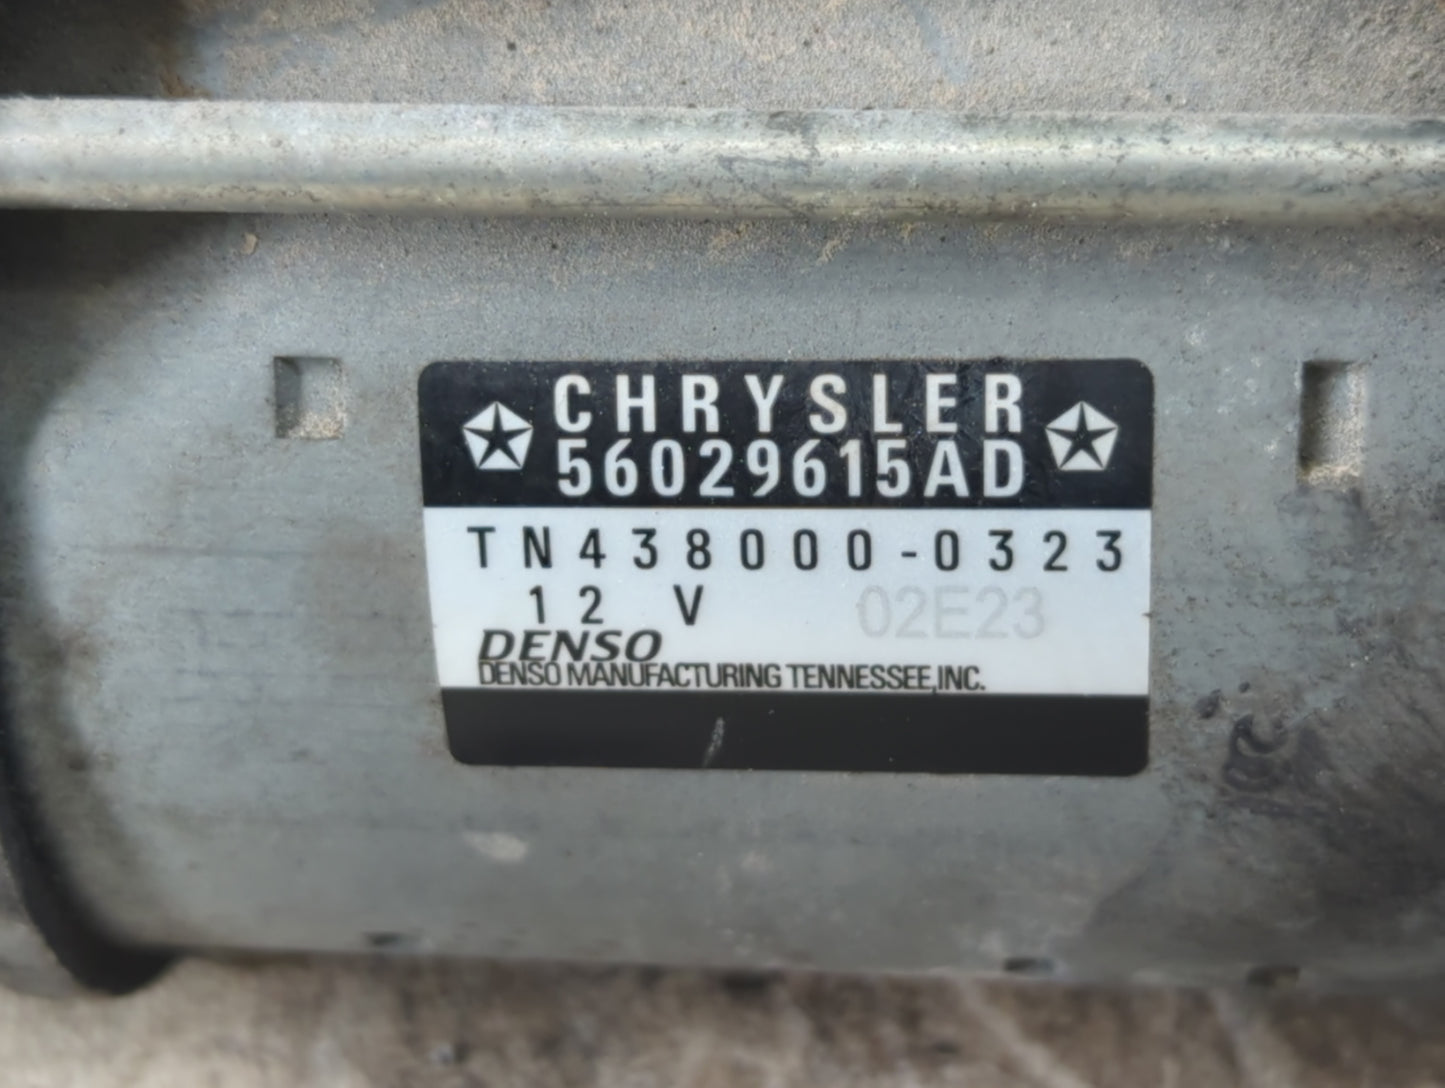 CHRYSLER
56029615AD
TN438000-0323
12 V 02E23
DENSO
DENSO MANUFACTURING TENNESSEE,INC.